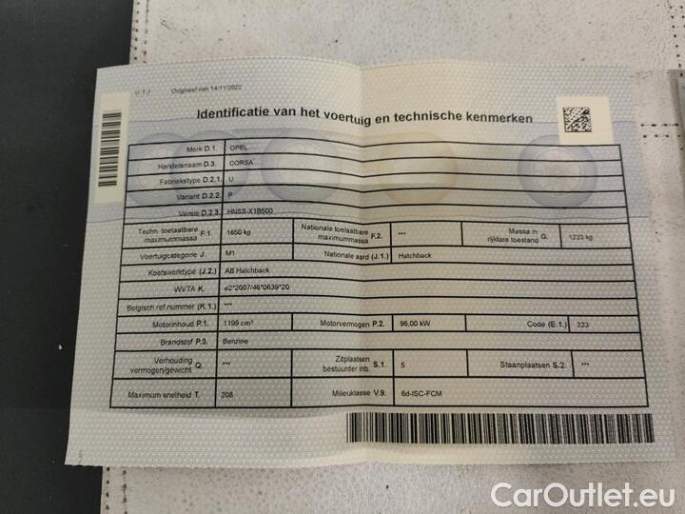 Origineel van 14/11/2022
Identificatie van het voertuig en technische kenmerken
Merk D.1. OPEL
Handelsnaam D.3. CORSA
Fabriekstype D.2.1. U
Variant D.2.2. P
Versie D.2.3. HNSS-X1B500
Techn. toelaatbare maximummassa F.1. 1650 kg Nationale toelaatbare maximummassa F.2. *** Massa in rijklare toestand G. 1233 kg
Voertuigcategorie J. M1 Nationale aard (J.1.) Hatchback
Koetswerktype (J.2.) AB Hatchback
WVTA K. e2*2007/46*0639*20
Belgisch ref.nummer (K.1.) ***
Motorinhoud P.1. 1199 cm³ Motorvermogen P.2. 96,00 kW Code (E.1.) 333
Brandstof P.3. Benzine
Verhouding vermogen/gewicht Q. *** Zitplaatsen bestuurder inb. S.1. 5 Staanplaatsen S.2. ***
Maximum snelheid T. 208 Milieuklasse V.9. 6d-ISC-FCM
CarOutlet.eu